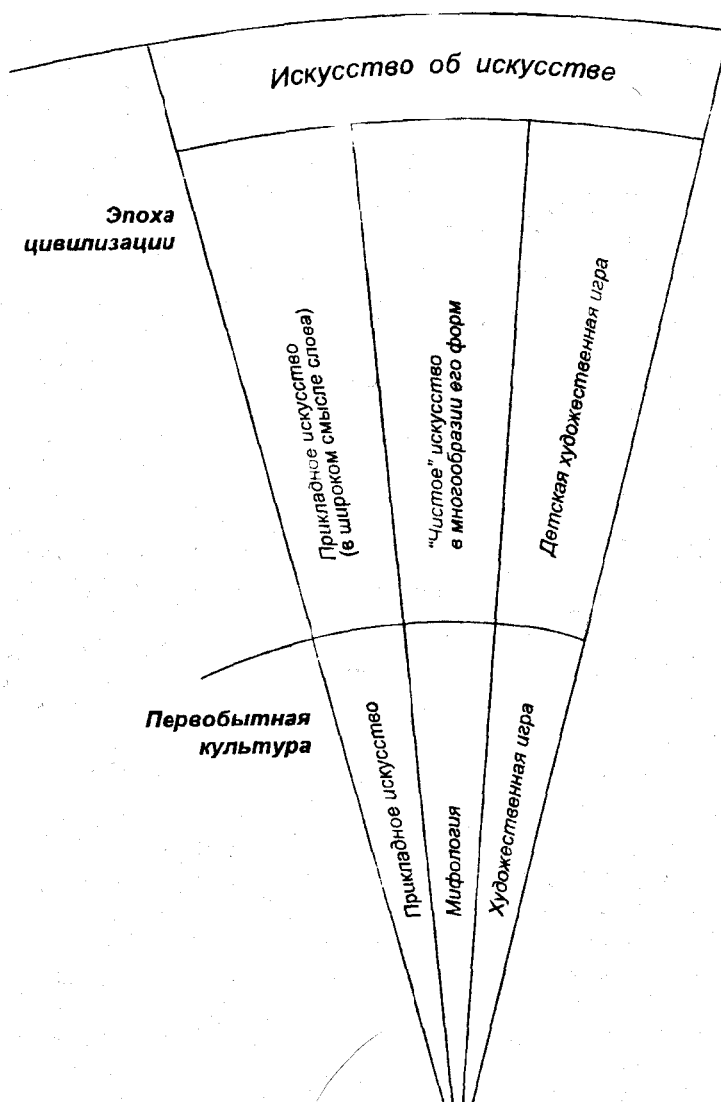 Искусство об искусстве
Эпоха
цивилизации
Прикладное искусство
(в широком смысле слова)
"Чистое" искусство
в многообразии его форм
Детская художественная игра
Первобытная
культура
Прикладное искусство
Мифология
Художественная игра